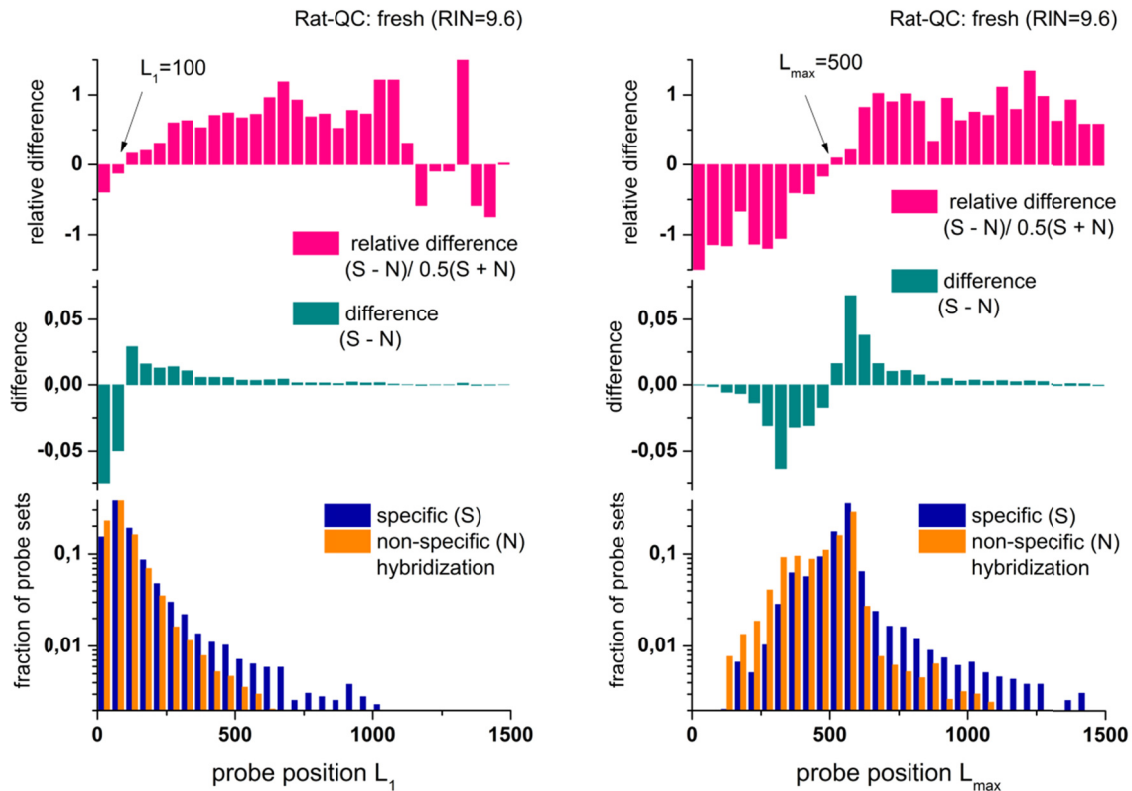 Rat-QC: fresh (RIN=9.6)
L1=100
relative difference
1
0
-1
relative difference
(S - N)/ 0.5(S + N)
difference
0,05
0,00
-0,05
difference
(S - N)
fraction of probe sets
0,1
0,01
specific (S)
non-specific (N)
hybridization
0 500 1000 1500
probe position L1
Rat-QC: fresh (RIN=9.6)
Lmax=500
relative difference
1
0
-1
relative difference
(S - N)/ 0.5(S + N)
difference
0,05
0,00
-0,05
difference
(S - N)
fraction of probe sets
0,1
0,01
specific (S)
non-specific (N)
hybridization
0 500 1000 1500
probe position Lmax